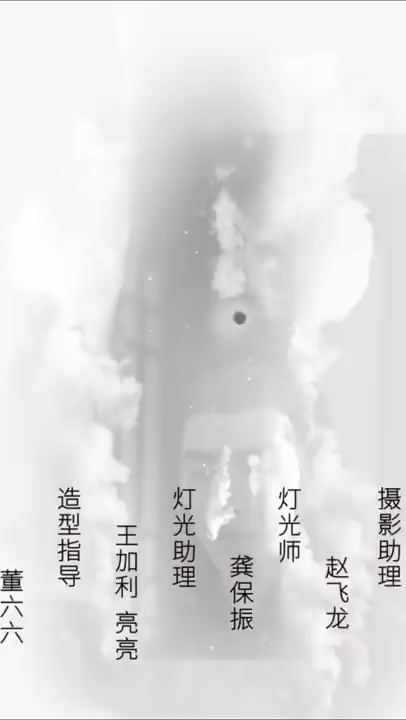 摄影助理
赵飞龙
灯光师
龚保振
灯光助理
王加利 亮亮
造型指导
董六六